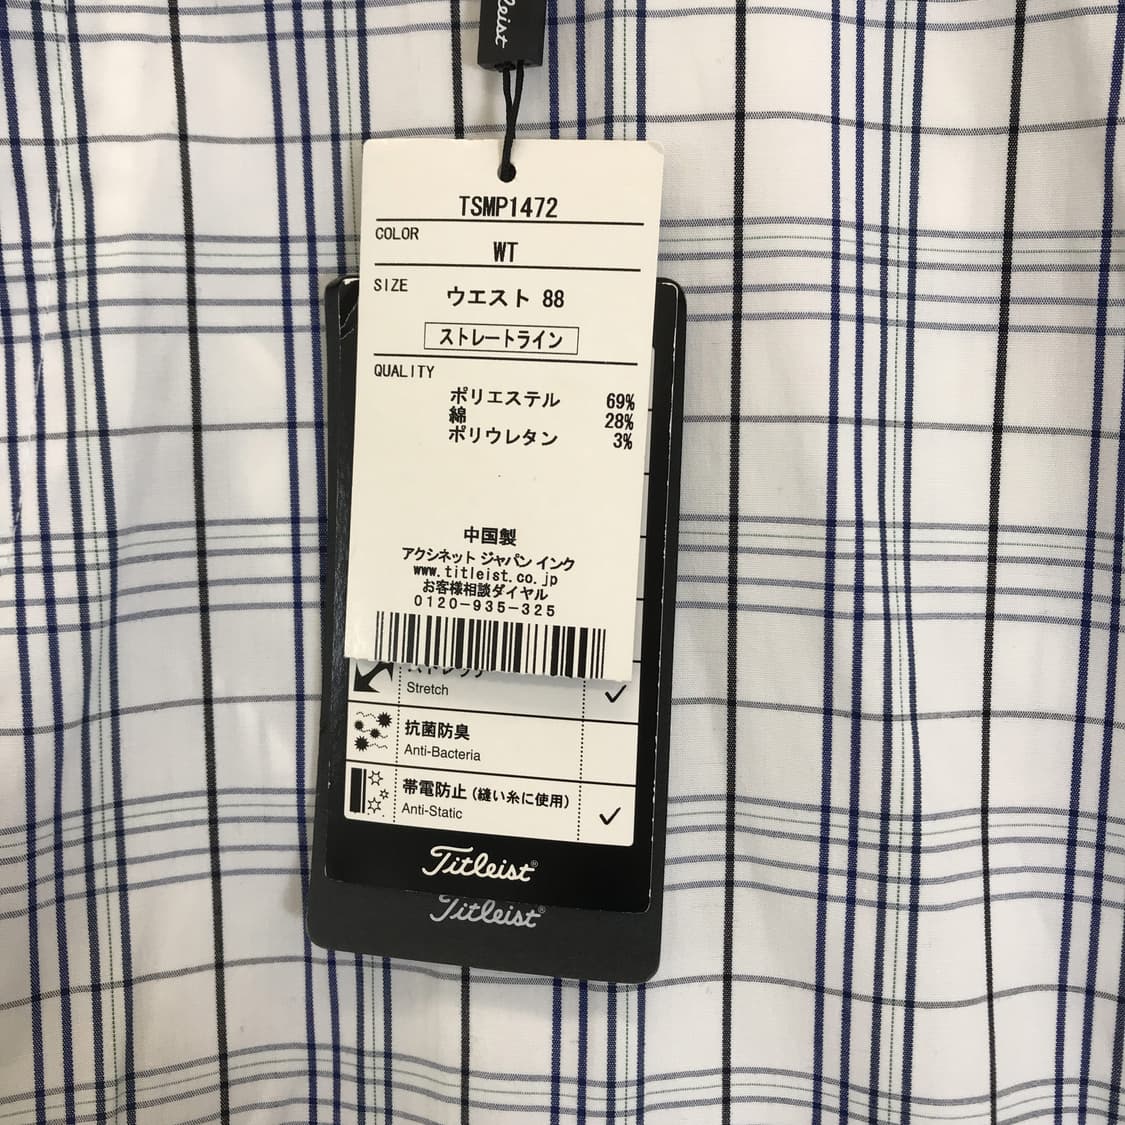 TSMP1472
COLOR
WT
SIZE
ウエスト 88
ストレートライン
QUALITY
ポリエステル 69%
綿 28%
ポリウレタン 3%
中国製
アクシネット ジャパン インク
www.titleist.co.jp
お客様相談ダイヤル
0120-935-325
Stretch ✓
抗菌防臭
Anti-Bacteria
帯電防止 (縫い糸に使用)
Anti-Static ✓
Titleist®
Titleist®